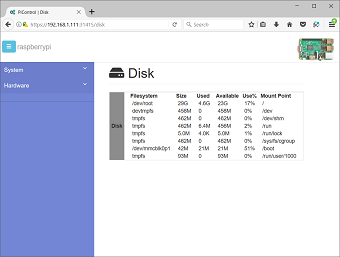 PiControl | Disk
https://192.168.1.111:31415/disk
Search
raspberrypi
System
Hardware
Disk
Disk
Filesystem Size Used Available Use% Mount Point
/dev/root 29G 4.6G 23G 17% /
devtmpfs 458M 0 458M 0% /dev
tmpfs 462M 0 462M 0% /dev/shm
tmpfs 462M 6.4M 456M 2% /run
tmpfs 5.0M 4.0K 5.0M 1% /run/lock
tmpfs 462M 0 462M 0% /sys/fs/cgroup
/dev/mmcblk0p1 42M 21M 21M 51% /boot
tmpfs 93M 0 93M 0% /run/user/1000